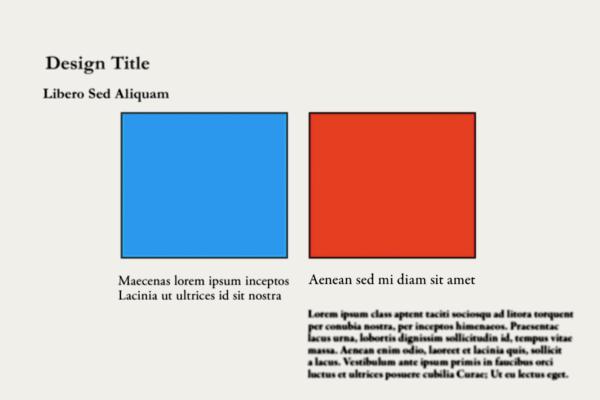 Design Title
Libero Sed Aliquam
Maecenas lorem ipsum inceptos
Lacinia ut ultrices id sit nostra
Aenean sed mi diam sit amet
Lorem ipsum class aptent taciti sociosqu ad litora torquent
per conubia nostra, per inceptos himenaeos. Praesentac
lacus urna, lobortis dignissim sollicitudin id, tempus vitae
massa. Aenean enim odio, laoreet et lacinia quis, sollicit
a lacus. Vestibulum ante ipsum primis in faucibus orci
luctus et ultrices posuere cubilia Curae; Ut eu lectus eget.